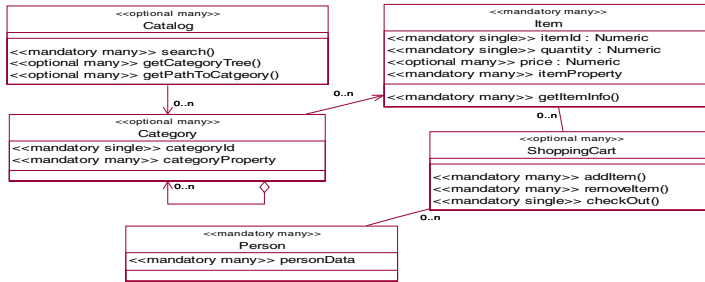 <<optional many>>
Catalog
<<mandatory many>> search()
<<optional many>> getCategoryTree()
<<optional many>> getPathToCatgeory()
0..n
<<mandatory many>>
Item
<<mandatory single>> itemId : Numeric
<<mandatory single>> quantity : Numeric
<<optional many>> price : Numeric
<<mandatory many>> itemProperty
<<mandatory many>> getItemInfo()
0..n
0..n
<<optional many>>
Category
<<mandatory single>> categoryId
<<mandatory many>> categoryProperty
0..n
<<optional many>>
ShoppingCart
<<mandatory many>> addItem()
<<mandatory many>> removeItem()
<<mandatory single>> checkOut()
0..n
<<mandatory many>>
Person
<<mandatory many>> personData